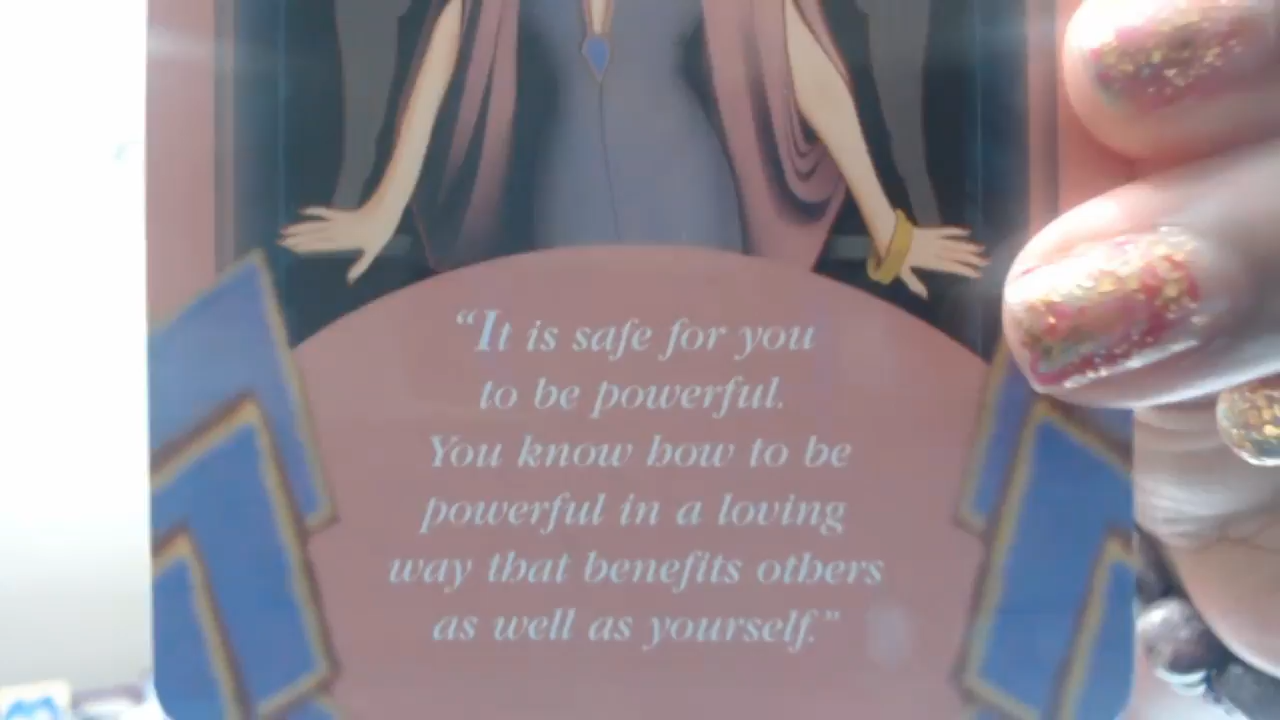 “It is safe for you
to be powerful.
You know how to be
powerful in a loving
way that benefits others
as well as yourself.”